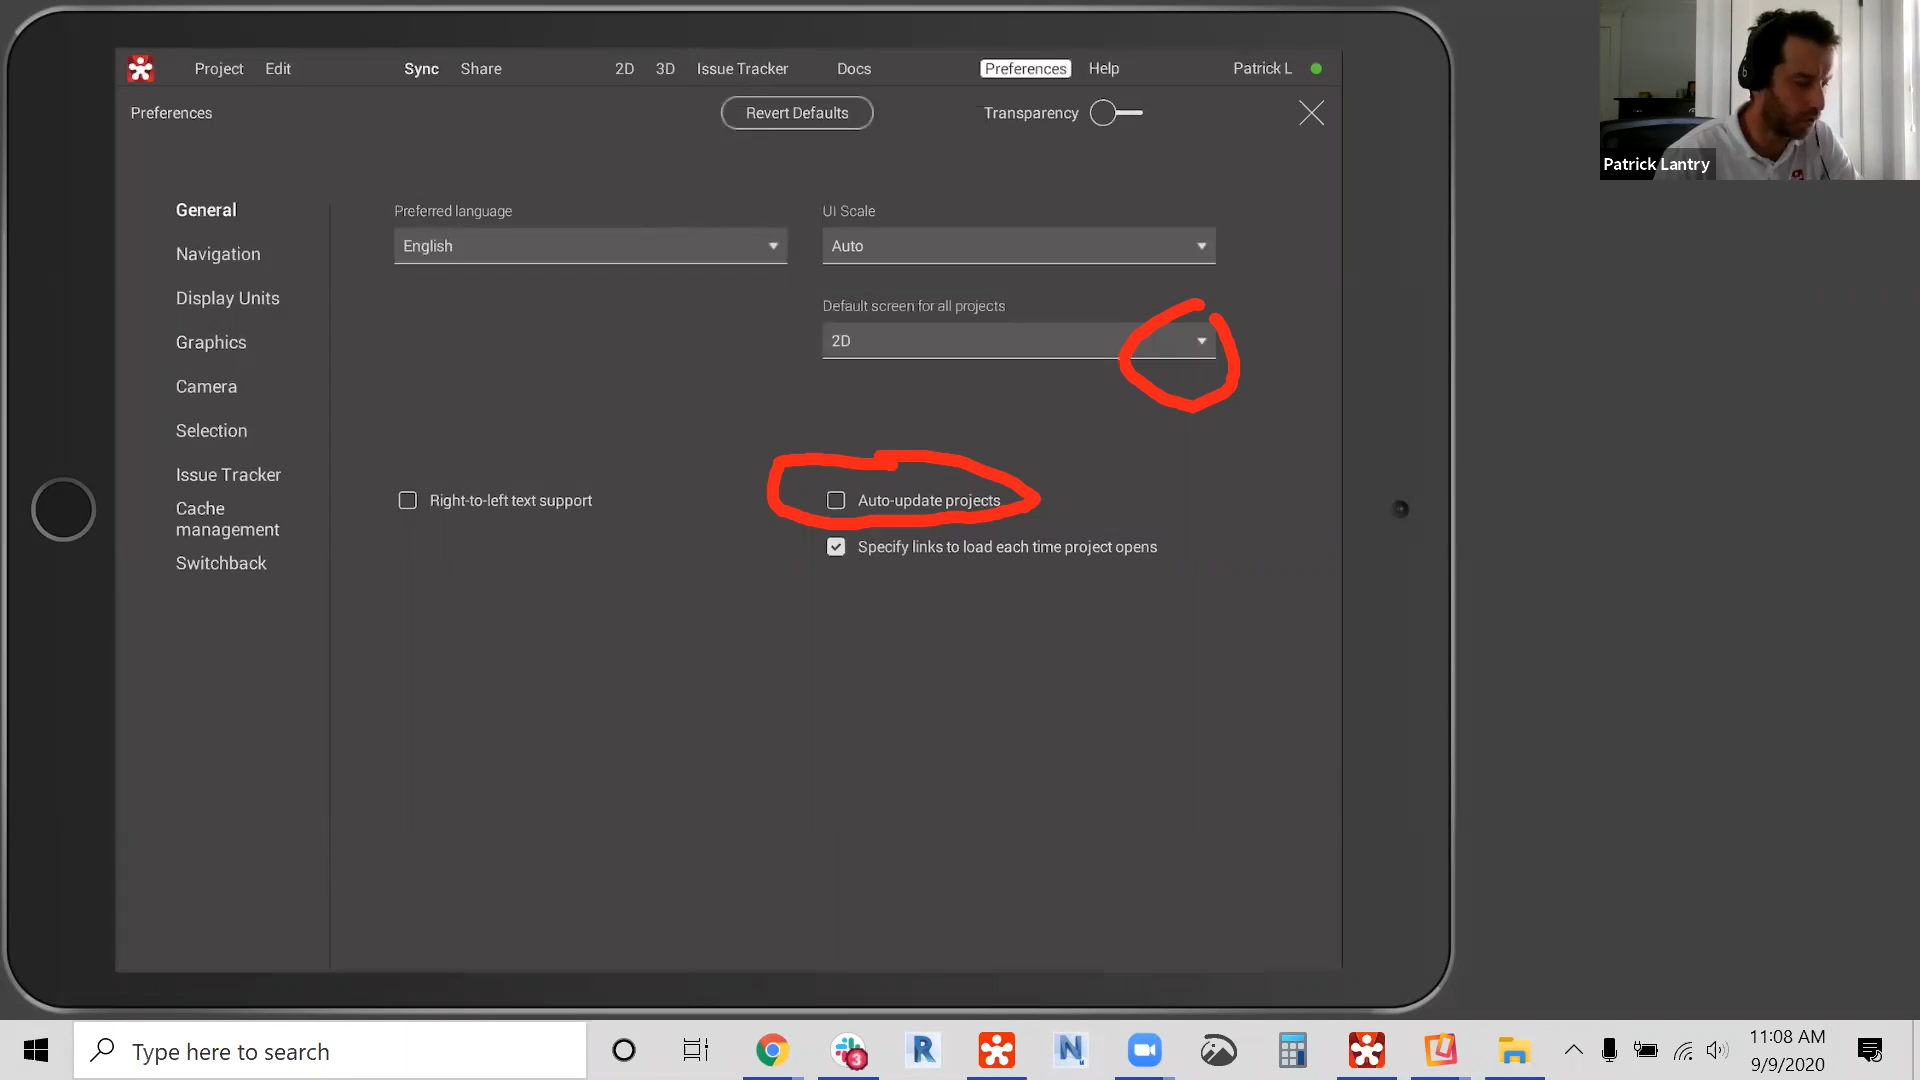 Project Edit Sync Share 2D 3D Issue Tracker Docs Preferences Help Patrick L
Preferences Revert Defaults Transparency
Patrick Lantry
General
Navigation
Display Units
Graphics
Camera
Selection
Issue Tracker
Cache
management
Switchback
Preferred language
English
UI Scale
Auto
Default screen for all projects
2D
Right-to-left text support
Auto-update projects
Specify links to load each time project opens
Type here to search
3
R
N
11:08 AM
9/9/2020